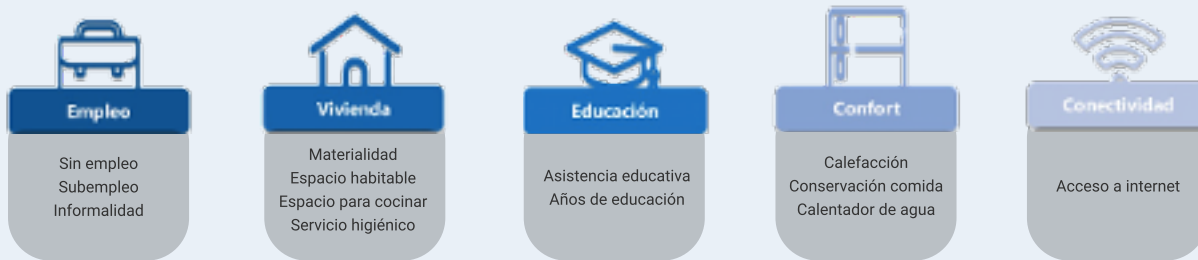 Empleo
Sin empleo
Subempleo
Informalidad
Vivienda
Materialidad
Espacio habitable
Espacio para cocinar
Servicio higiénico
Educación
Asistencia educativa
Años de educación
Confort
Calefacción
Conservación comida
Calentador de agua
Conectividad
Acceso a internet